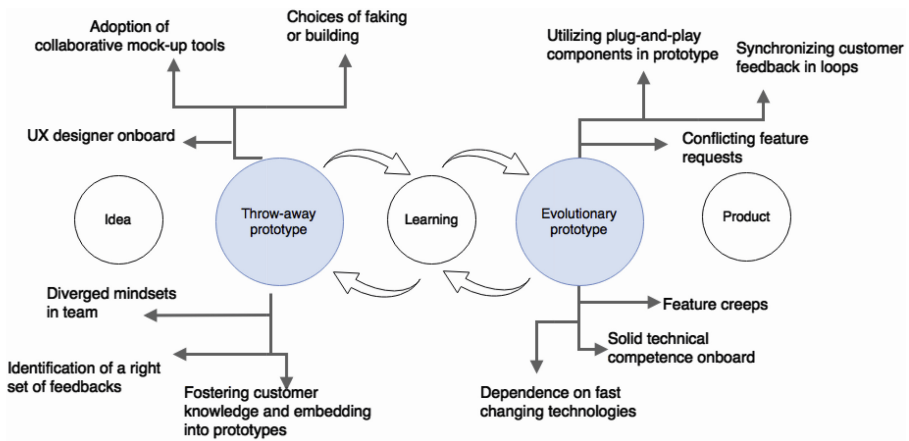 Adoption of
collaborative mock-up tools
Choices of faking
or building
Utilizing plug-and-play
components in prototype
Synchronizing customer
feedback in loops
UX designer onboard
Conflicting feature
requests
Idea
Throw-away
prototype
Learning
Evolutionary
prototype
Product
Diverged mindsets
in team
Feature creeps
Identification of a right
set of feedbacks
Solid technical
competence onboard
Fostering customer
knowledge and embedding
into prototypes
Dependence on fast
changing technologies